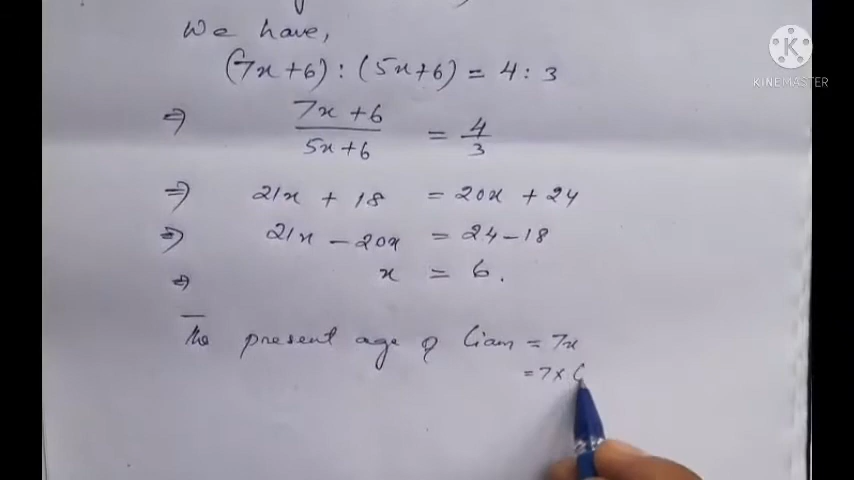 We have,
(7x+6) : (5x+6) = 4 : 3
⇒ 7x+6 / 5x+6 = 4/3
⇒ 21x + 18 = 20x + 24
⇒ 21x − 20x = 24 − 18
⇒ x = 6.
The present age of Liam = 7x
= 7 ×
K
KINEMASTER